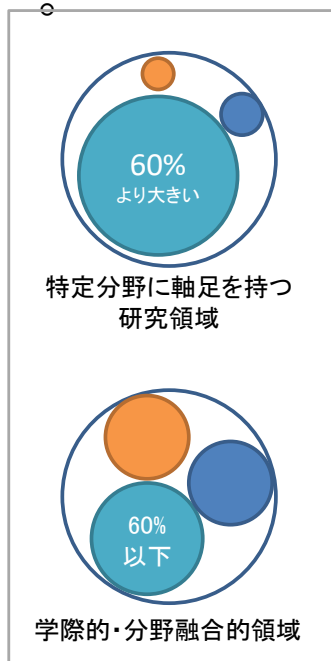 60%
より大きい
特定分野に軸足を持つ
研究領域
60%
以下
学際的・分野融合的領域